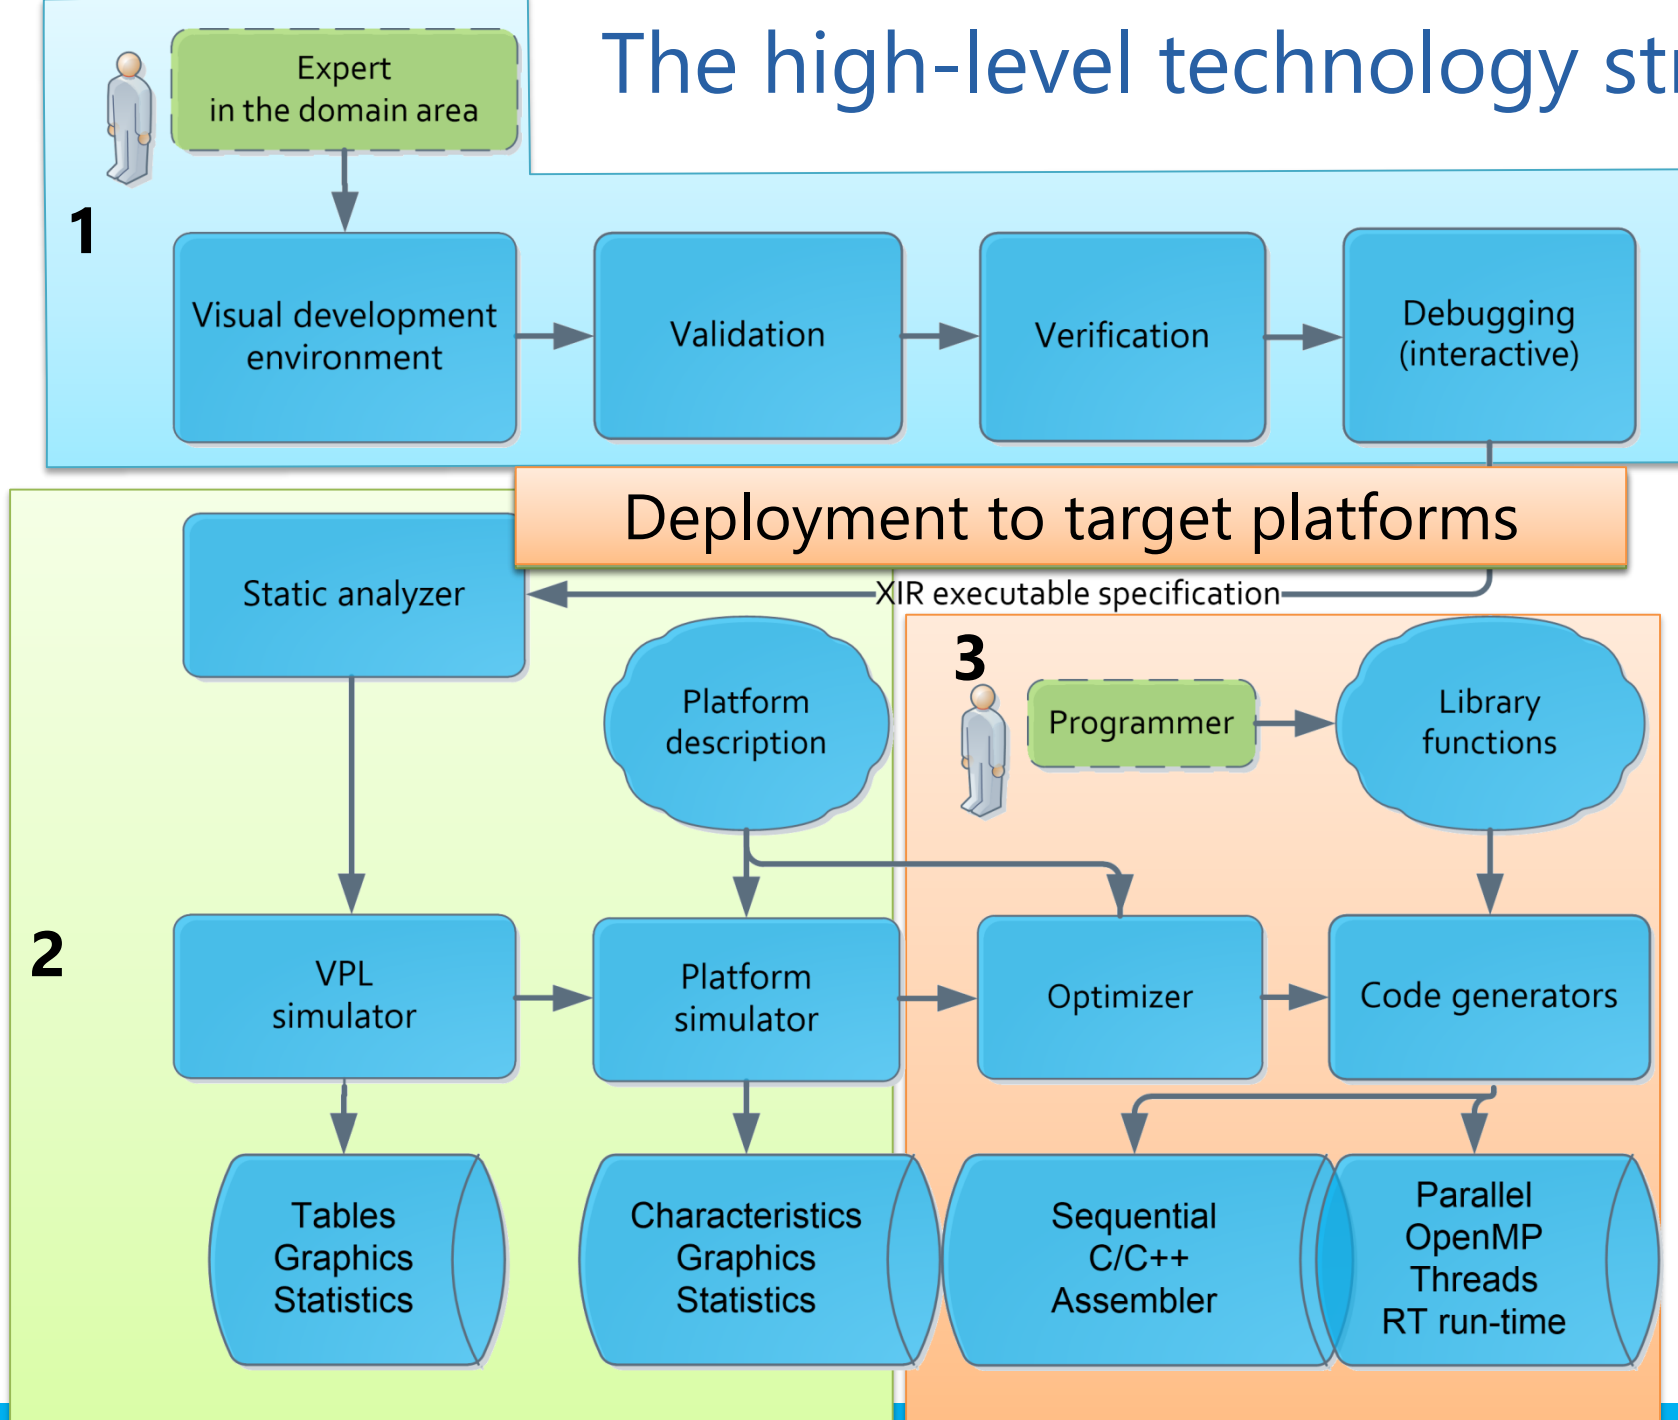 The high-level technology
Expert
in the domain area
1
Visual development
environment
Validation
Verification
Debugging
(interactive)
Deployment to target platforms
Static analyzer
XIR executable specification
3
Platform
description
Programmer
Library
functions
2
VPL
simulator
Platform
simulator
Optimizer
Code generators
Tables
Graphics
Statistics
Characteristics
Graphics
Statistics
Sequential
C/C++
Assembler
Parallel
OpenMP
Threads
RT run-time